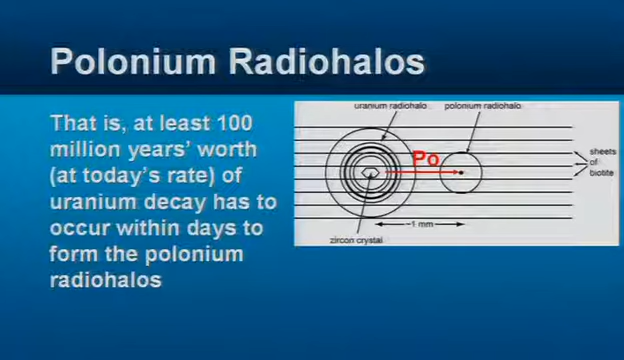 Polonium Radiohalos
That is, at least 100
million years' worth
(at today's rate) of
uranium decay has to
occur within days to
form the polonium
radiohalos
uranium radiohalo
polonium radiohalo
Po
sheets
of
biotite
~1 mm
zircon crystal